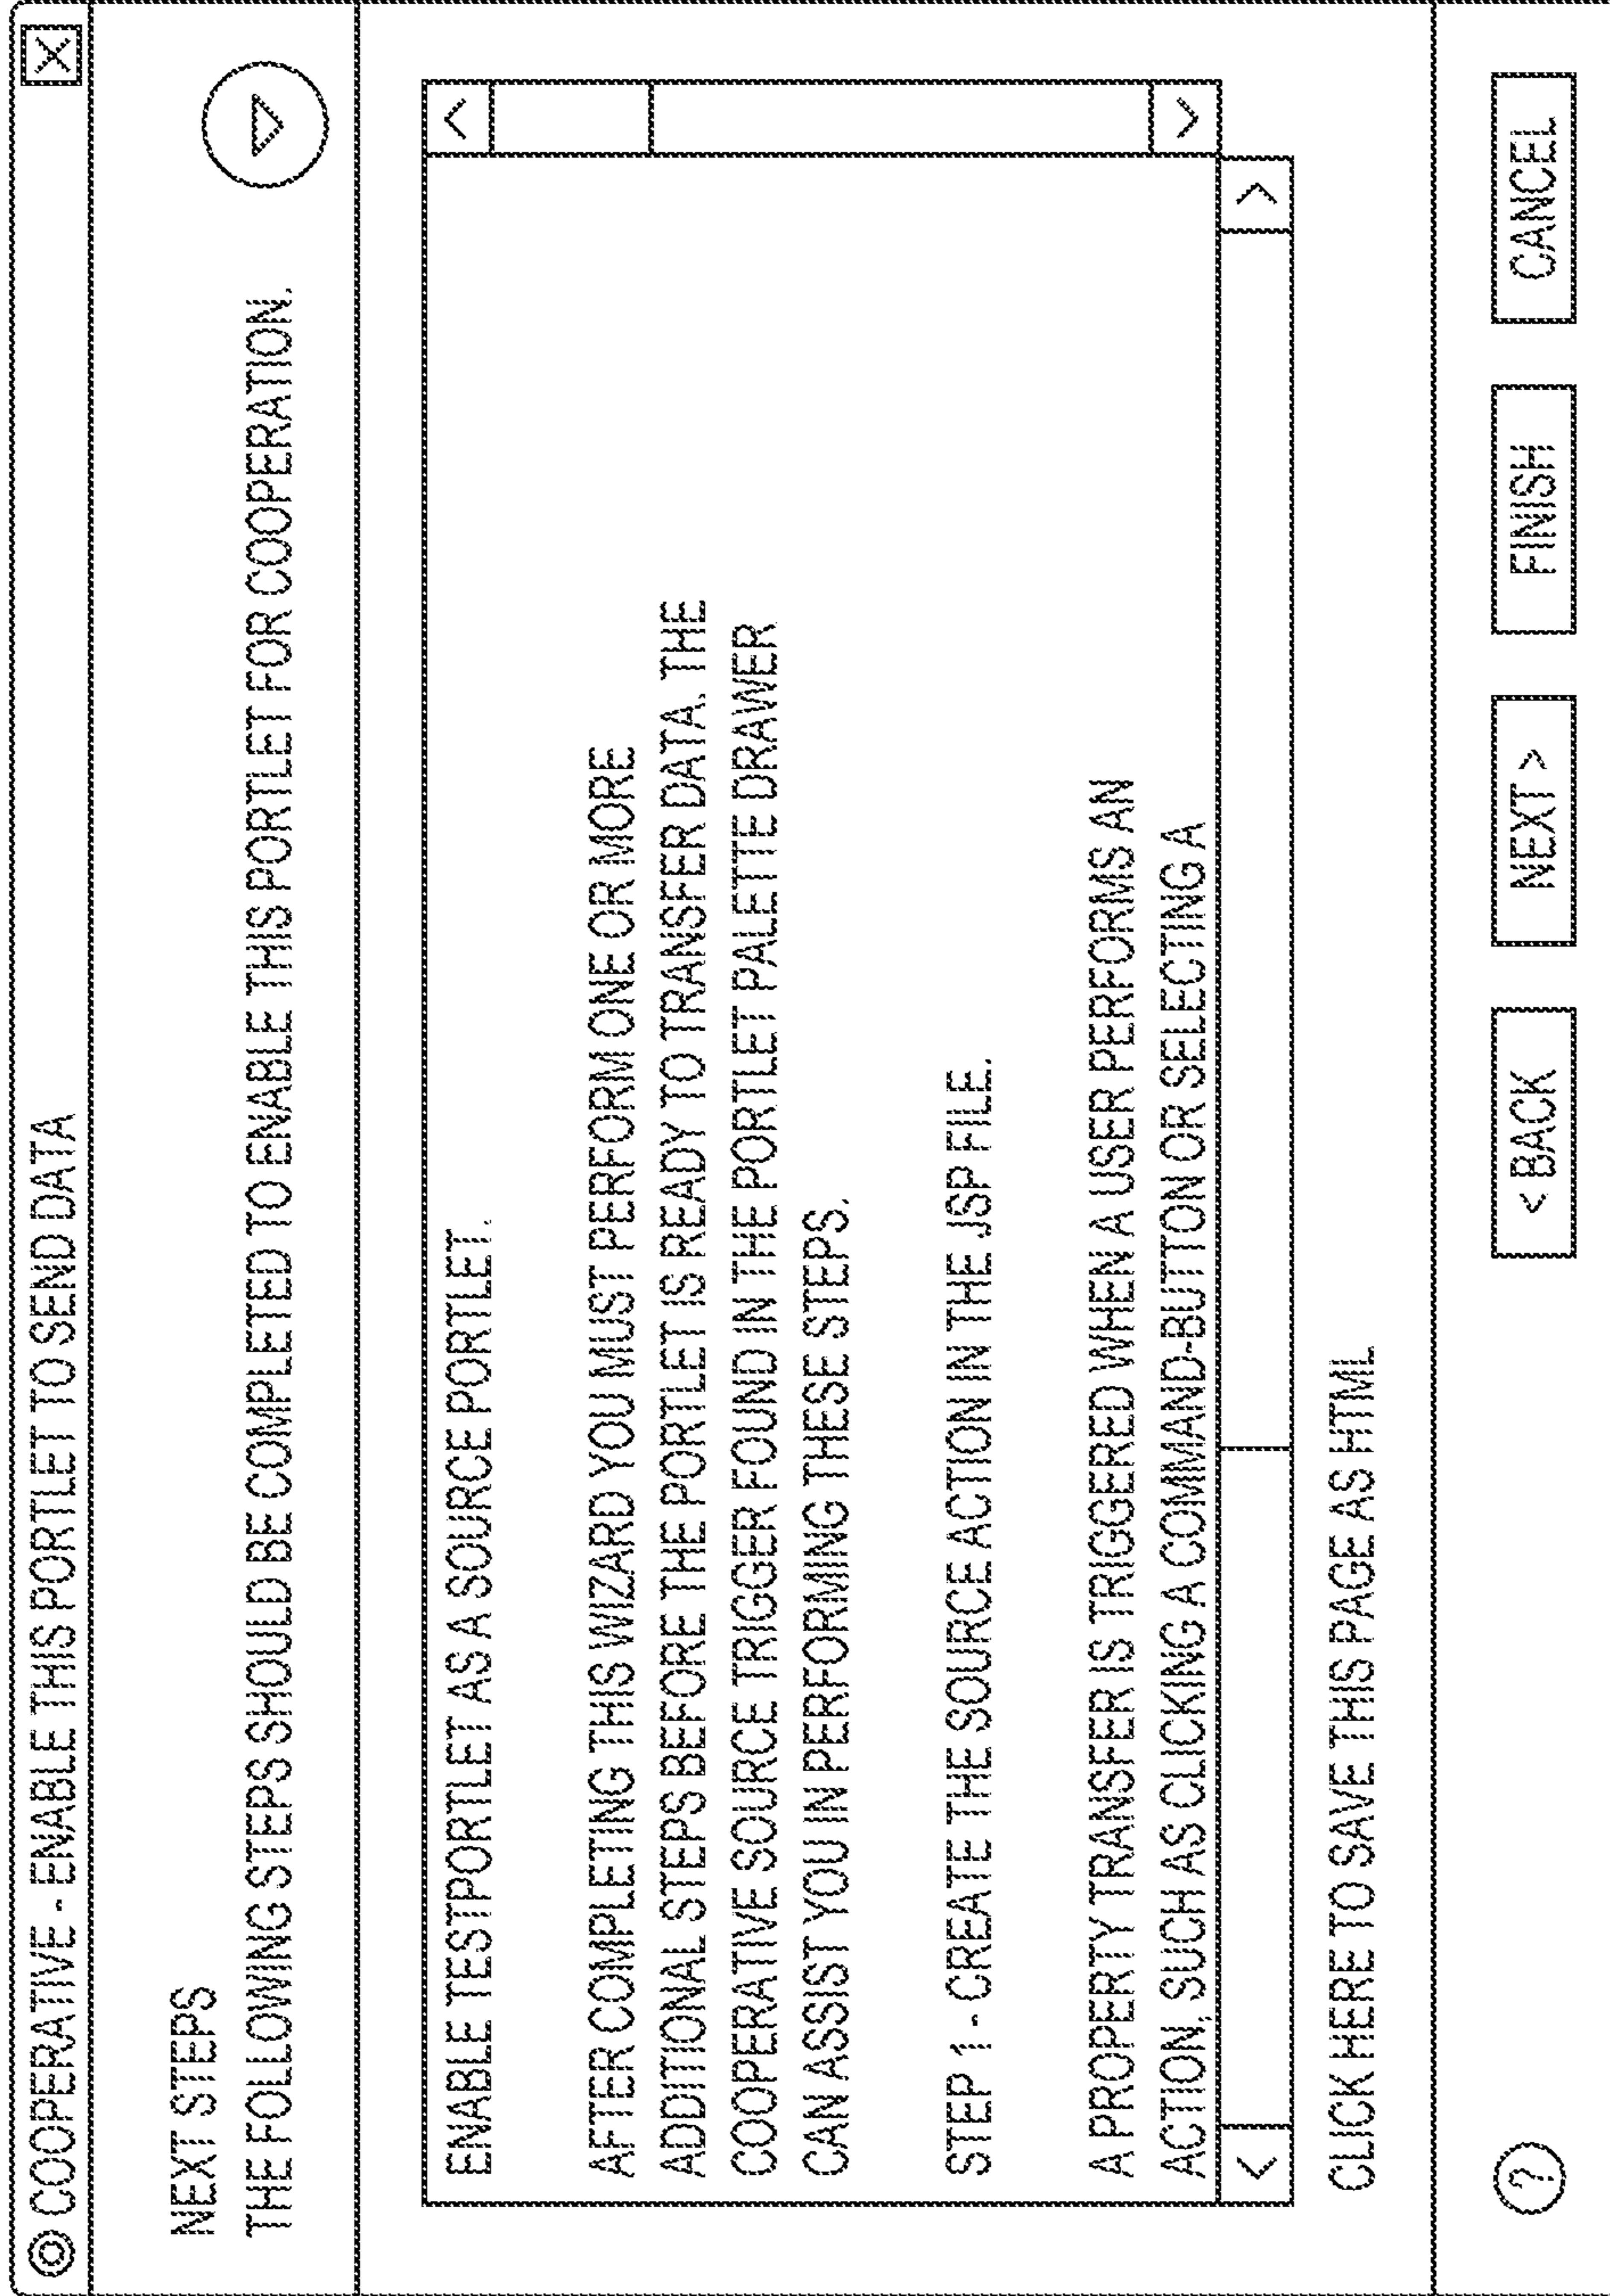 COOPERATIVE - ENABLE THIS PORTLET TO SEND DATA
X
NEXT STEPS
THE FOLLOWING STEPS SHOULD BE COMPLETED TO ENABLE THIS PORTLET FOR COOPERATION.
ENABLE TESTPORTLET AS A SOURCE PORTLET.
AFTER COMPLETING THIS WIZARD YOU MUST PERFORM ONE OR MORE
ADDITIONAL STEPS BEFORE THE PORTLET IS READY TO TRANSFER DATA. THE
COOPERATIVE SOURCE TRIGGER FOUND IN THE PORTLET PALETTE DRAWER
CAN ASSIST YOU IN PERFORMING THESE STEPS.
STEP 1 - CREATE THE SOURCE ACTION IN THE JSP FILE.
A PROPERTY TRANSFER IS TRIGGERED WHEN A USER PERFORMS AN
ACTION, SUCH AS CLICKING A COMMAND-BUTTON OR SELECTING A
CLICK HERE TO SAVE THIS PAGE AS HTML
? < BACK NEXT > FINISH CANCEL